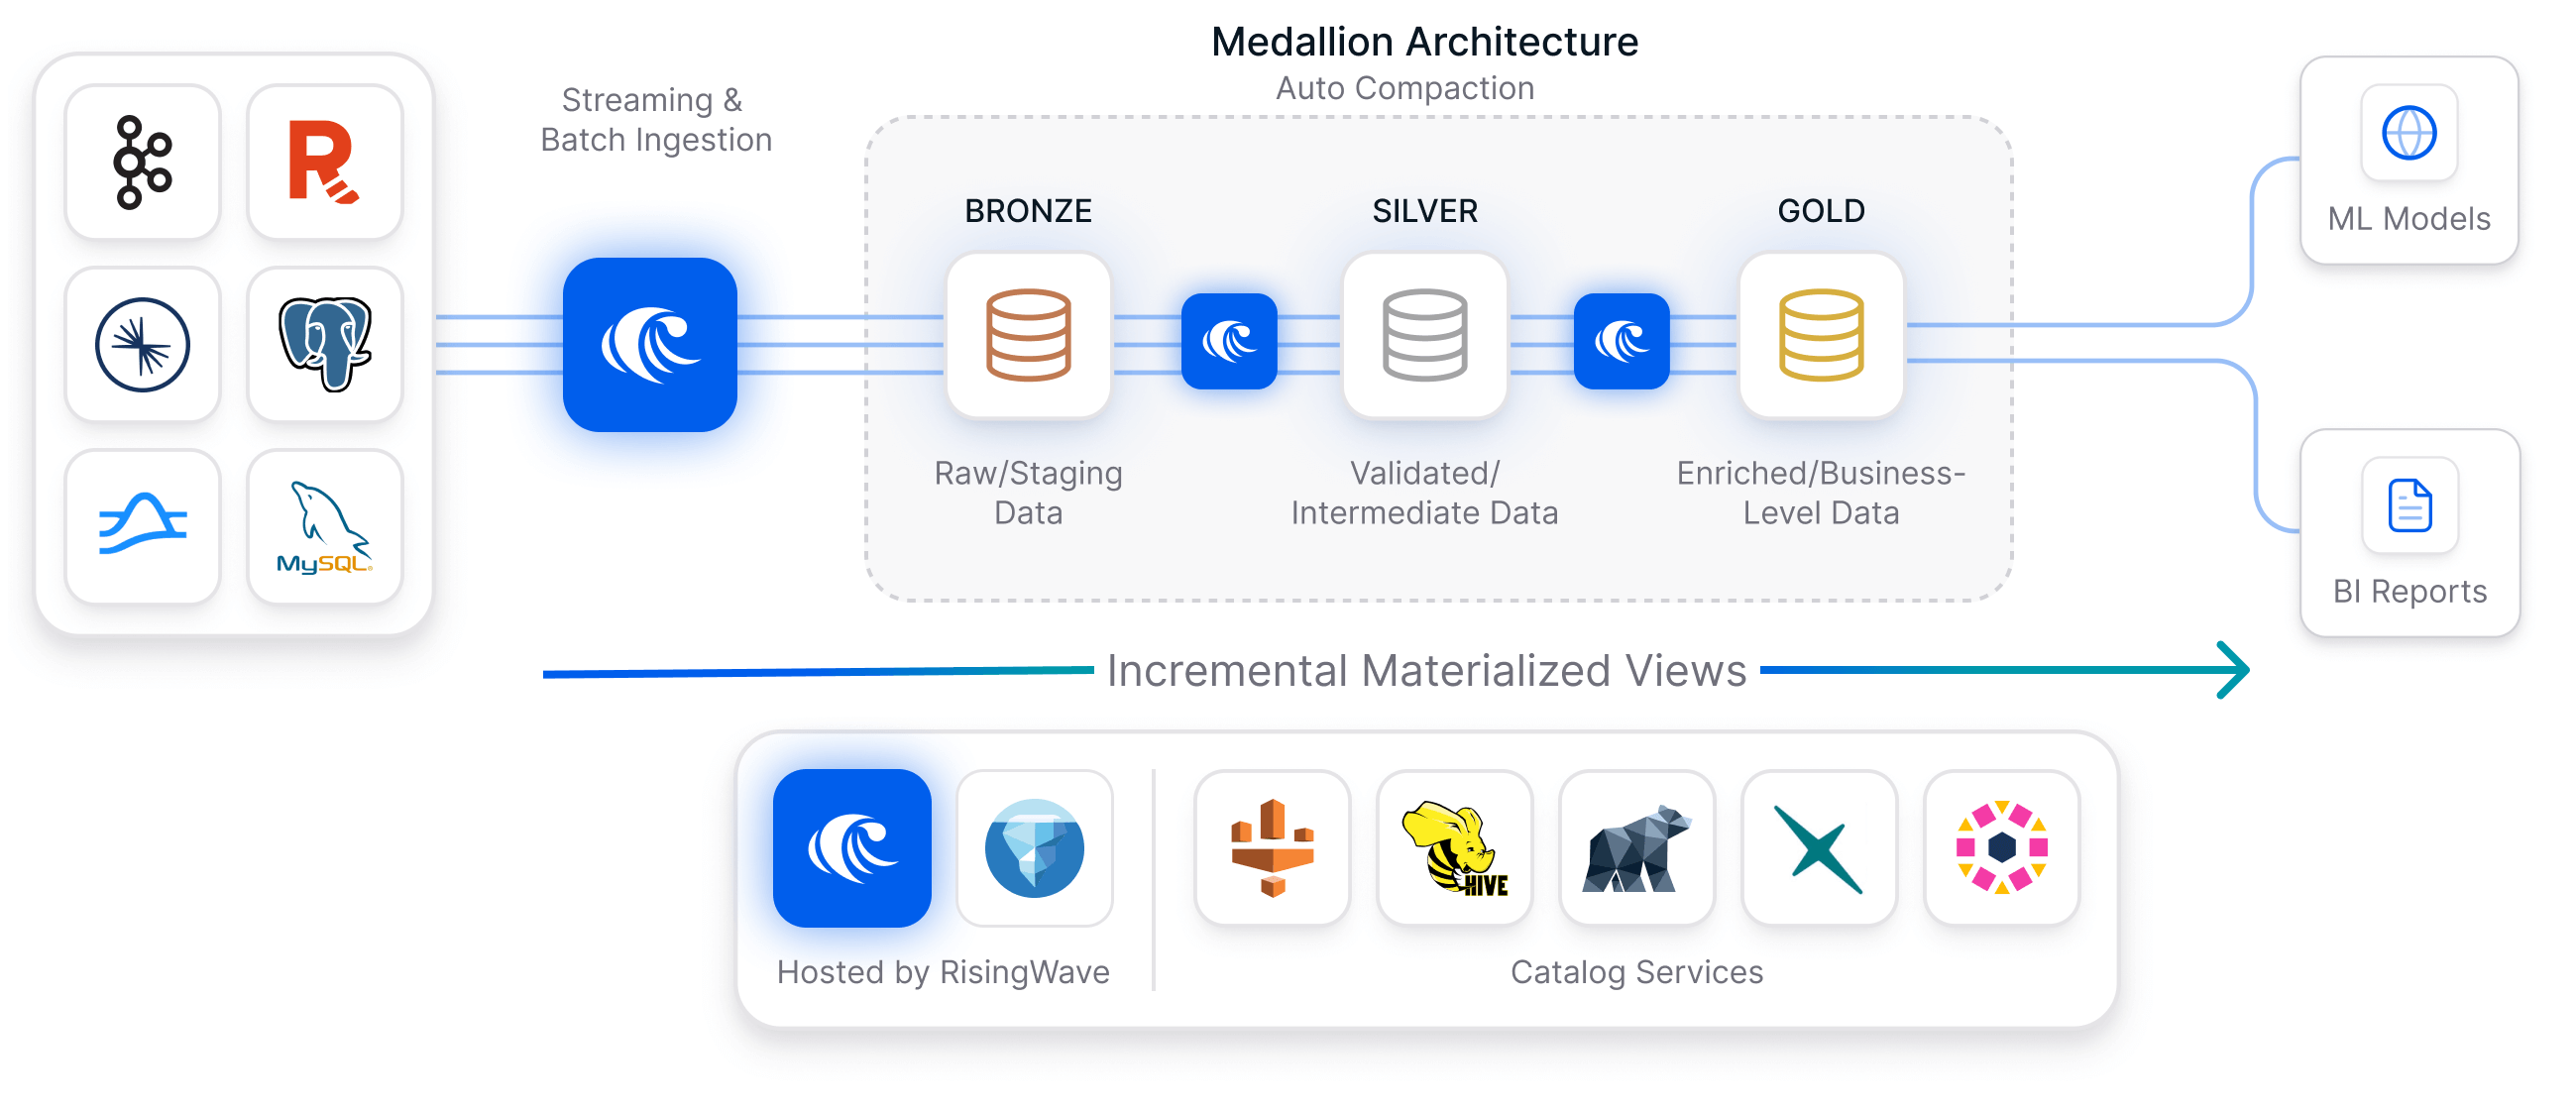 Medallion Architecture
Auto Compaction
Streaming &
Batch Ingestion
MySQL
BRONZE
SILVER
GOLD
Raw/Staging
Data
Validated/
Intermediate Data
Enriched/Business-
Level Data
ML Models
BI Reports
Incremental Materialized Views
HIVE
Hosted by RisingWave
Catalog Services